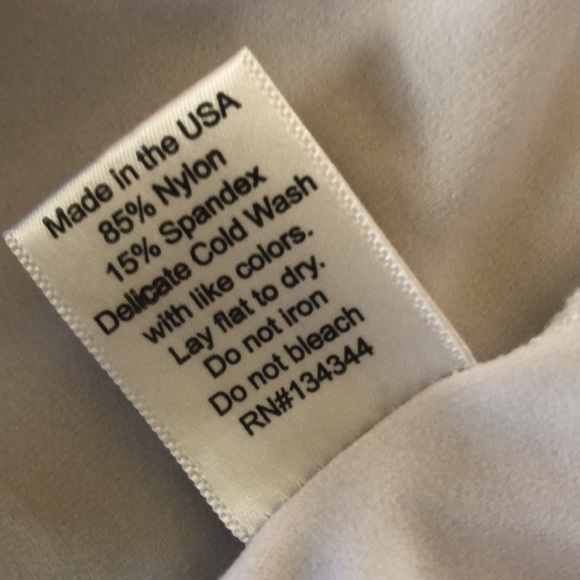 Made in the USA
85% Nylon
15% Spandex
Delicate Cold Wash
with like colors.
Lay flat to dry.
Do not iron
Do not bleach
RN#134344